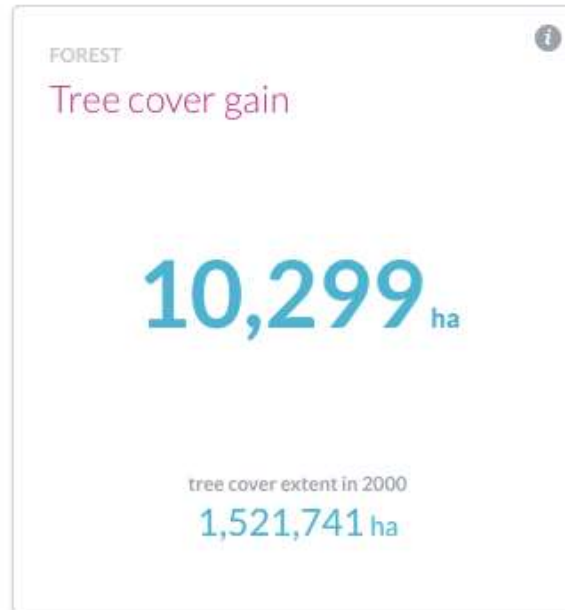 FOREST
Tree cover gain
10,299 ha
tree cover extent in 2000
1,521,741 ha